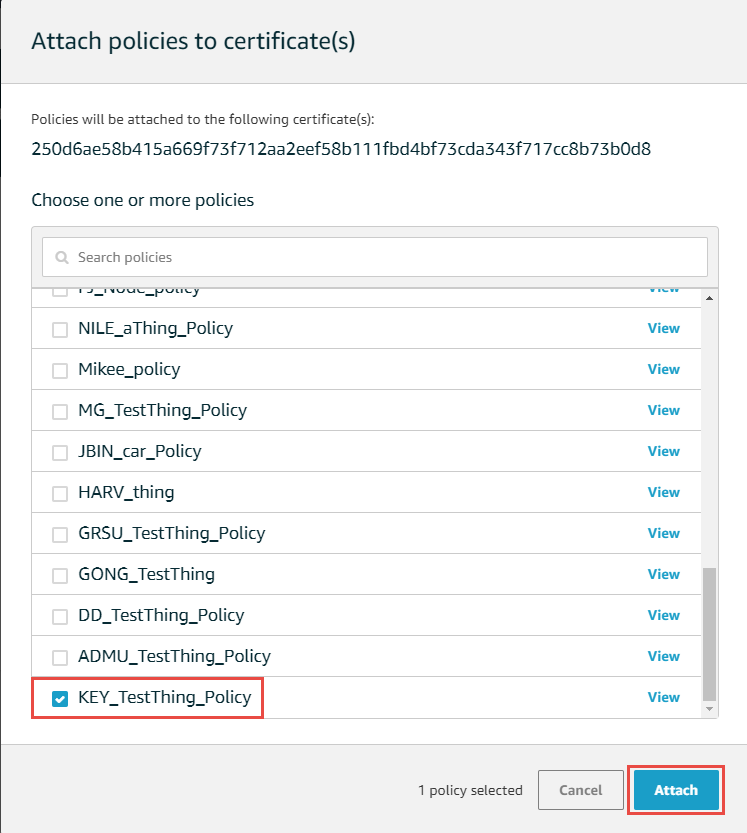 Attach policies to certificate(s)
Policies will be attached to the following certificate(s):
250d6ae58b415a669f73f712aa2eef58b111fbd4bf73cda343f717cc8b73b0d8
Choose one or more policies
Search policies
View
NILE_aThing_Policy View
Mikee_policy View
MG_TestThing_Policy View
JBIN_car_Policy View
HARV_thing View
GRSU_TestThing_Policy View
GONG_TestThing View
DD_TestThing_Policy View
ADMU_TestThing_Policy View
KEY_TestThing_Policy View
1 policy selected Cancel Attach